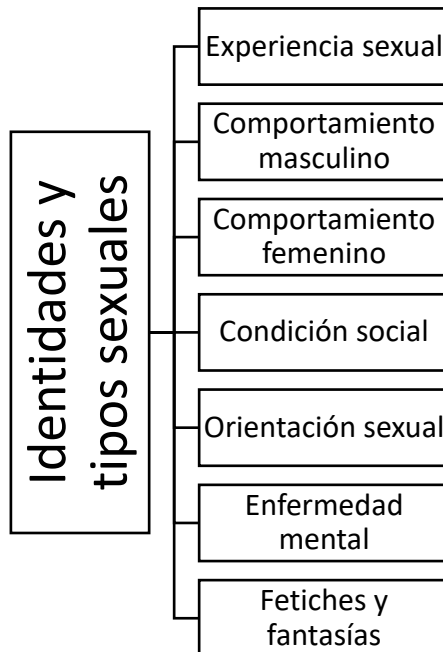 Identidades y
tipos sexuales
Experiencia sexual
Comportamiento
masculino
Comportamiento
femenino
Condición social
Orientación sexual
Enfermedad
mental
Fetiches y
fantasías